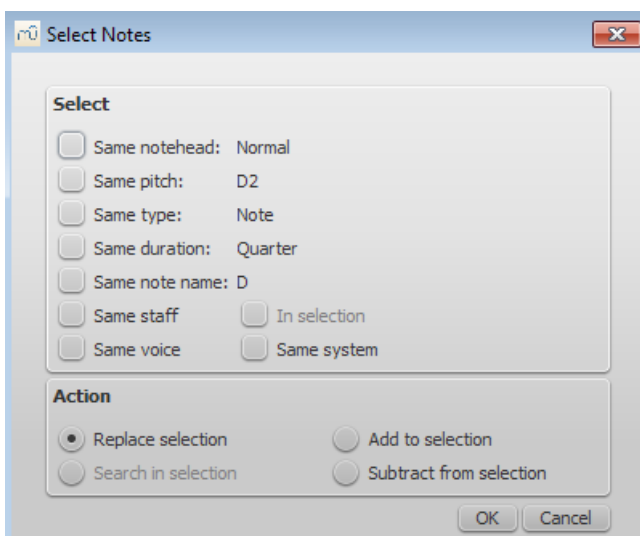 Select Notes
Select
Same notehead: Normal
Same pitch: D2
Same type: Note
Same duration: Quarter
Same note name: D
Same staff In selection
Same voice Same system
Action
Replace selection Add to selection
Search in selection Subtract from selection
OK Cancel